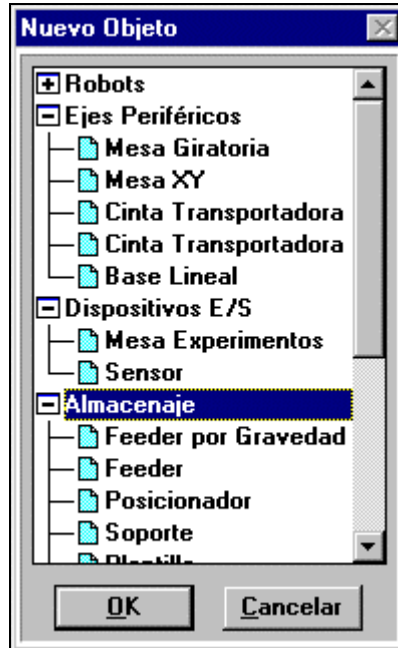 Nuevo Objeto
Robots
Ejes Periféricos
Mesa Giratoria
Mesa XY
Cinta Transportadora
Cinta Transportadora
Base Lineal
Dispositivos E/S
Mesa Experimentos
Sensor
Almacenaje
Feeder por Gravedad
Feeder
Posicionador
Soporte
Plantilla
OK
Cancelar